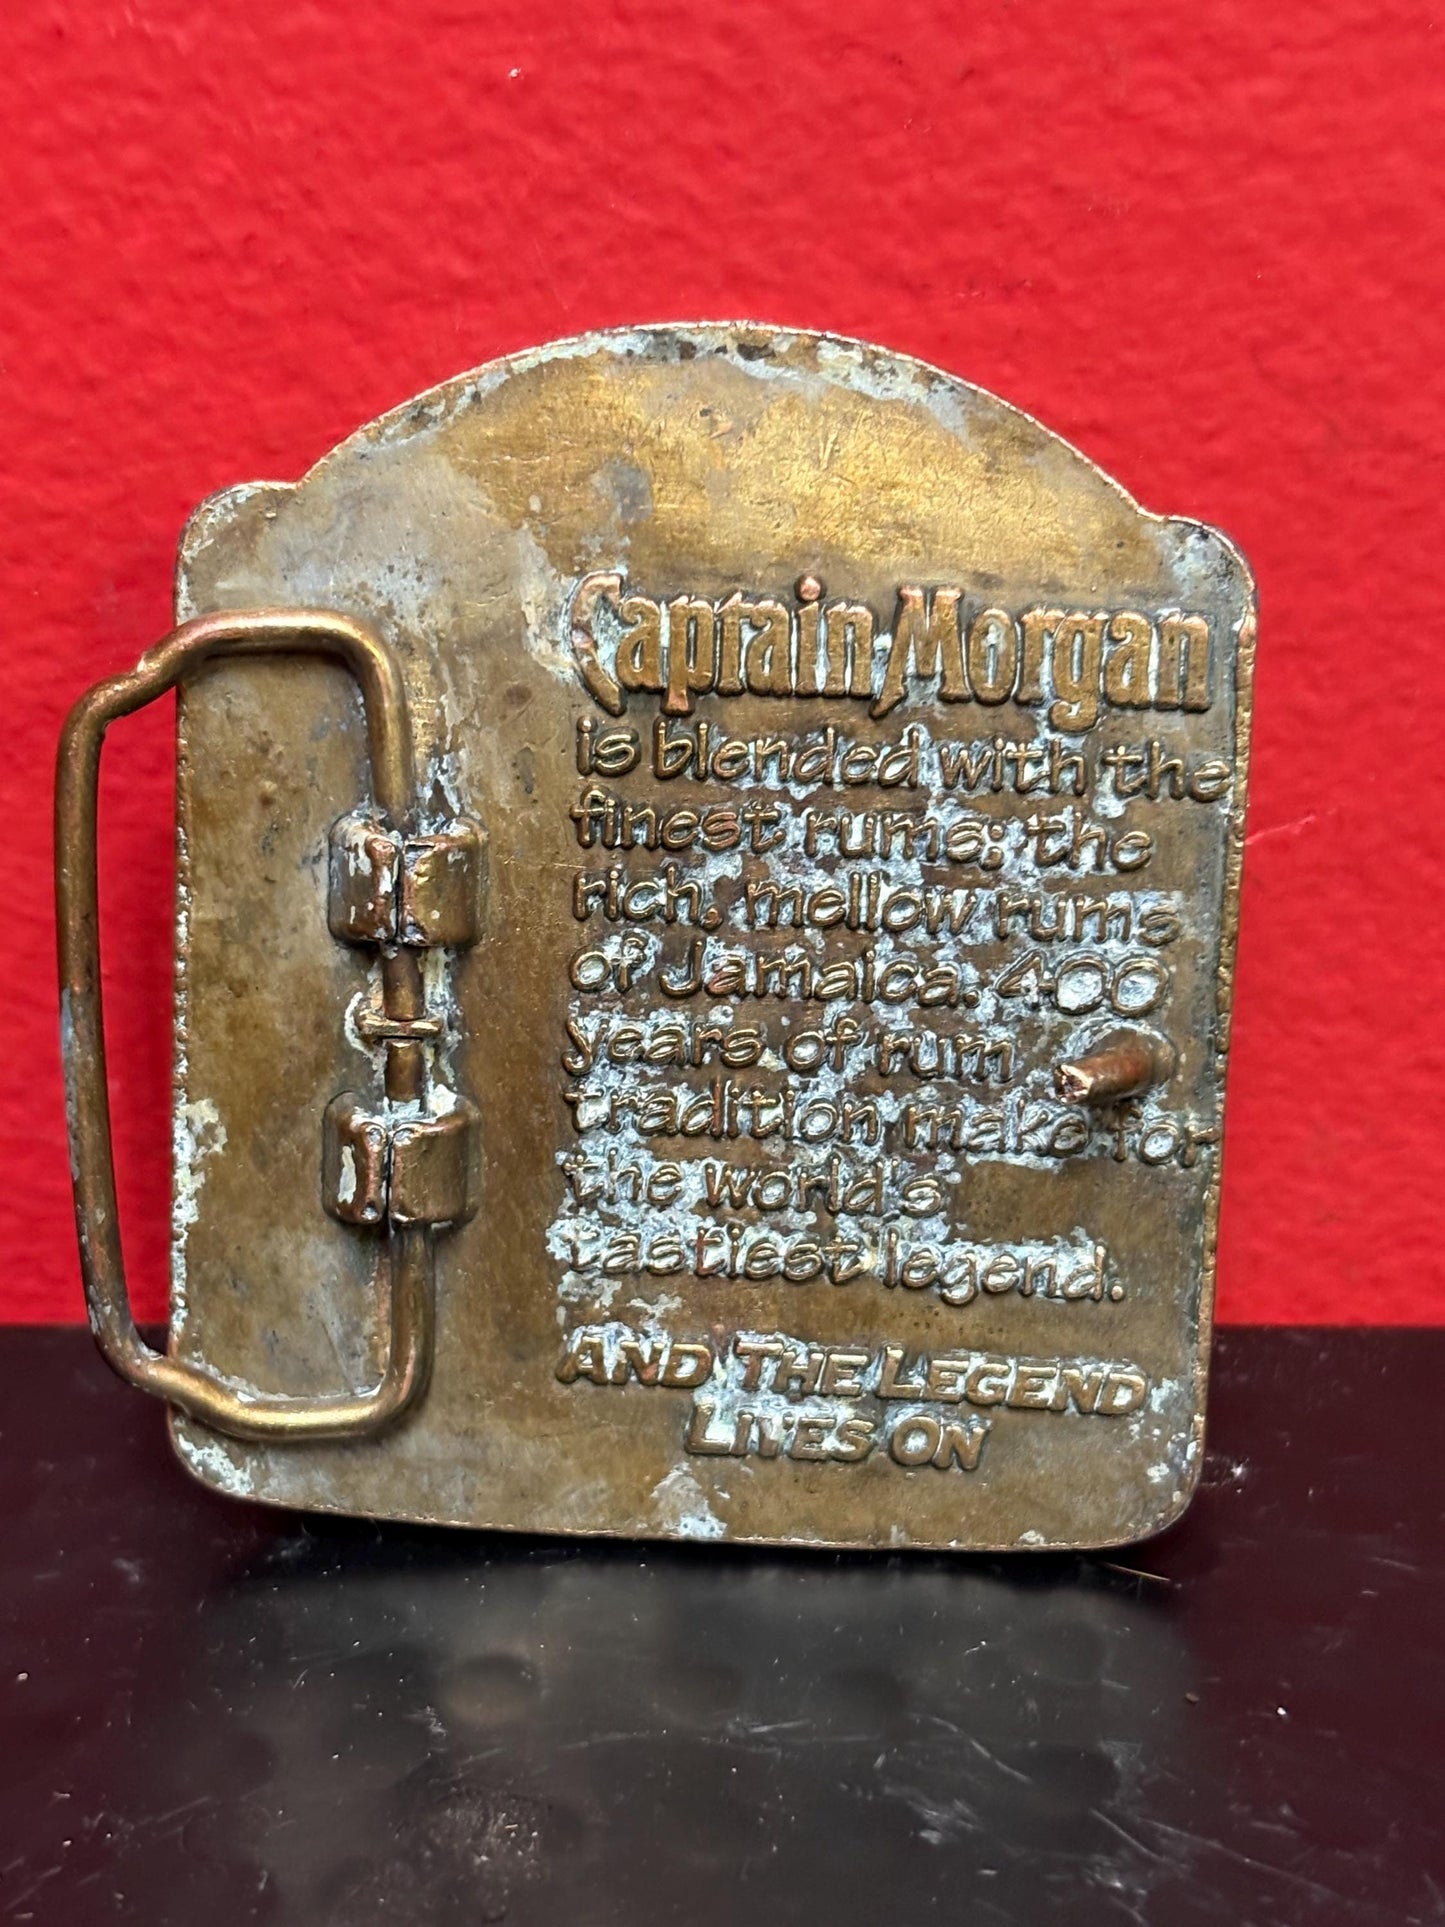 Captain Morgan
is blended with the
finest rums; the
rich, mellow rums
of Jamaica. 400
years of rum
tradition make for
the world's
tastiest legend.
AND THE LEGEND
LIVES ON